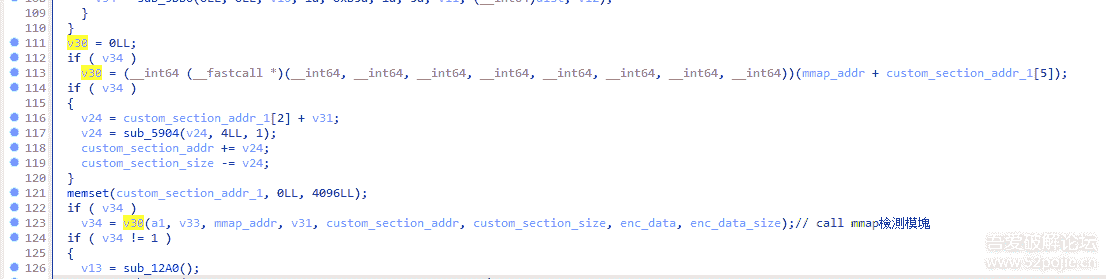 109 }
110 }
111 v30 = 0LL;
112 if ( v34 )
113 v30 = (__int64 (__fastcall *)(__int64, __int64, __int64, __int64, __int64, __int64, __int64, __int64))(mmap_addr + custom_section_addr_1[5]);
114 if ( v34 )
115 {
116 v24 = custom_section_addr_1[2] + v31;
117 v24 = sub_5904(v24, 4LL, 1);
118 custom_section_addr += v24;
119 custom_section_size -= v24;
120 }
121 memset(custom_section_addr_1, 0LL, 4096LL);
122 if ( v34 )
123 v34 = v30(a1, v33, mmap_addr, v31, custom_section_addr, custom_section_size, enc_data, enc_data_size);// call mmap檢測模塊
124 if ( v34 != 1 )
125 {
126 v13 = sub_12A0();
吾爱破解论坛
www.52pojie.cn